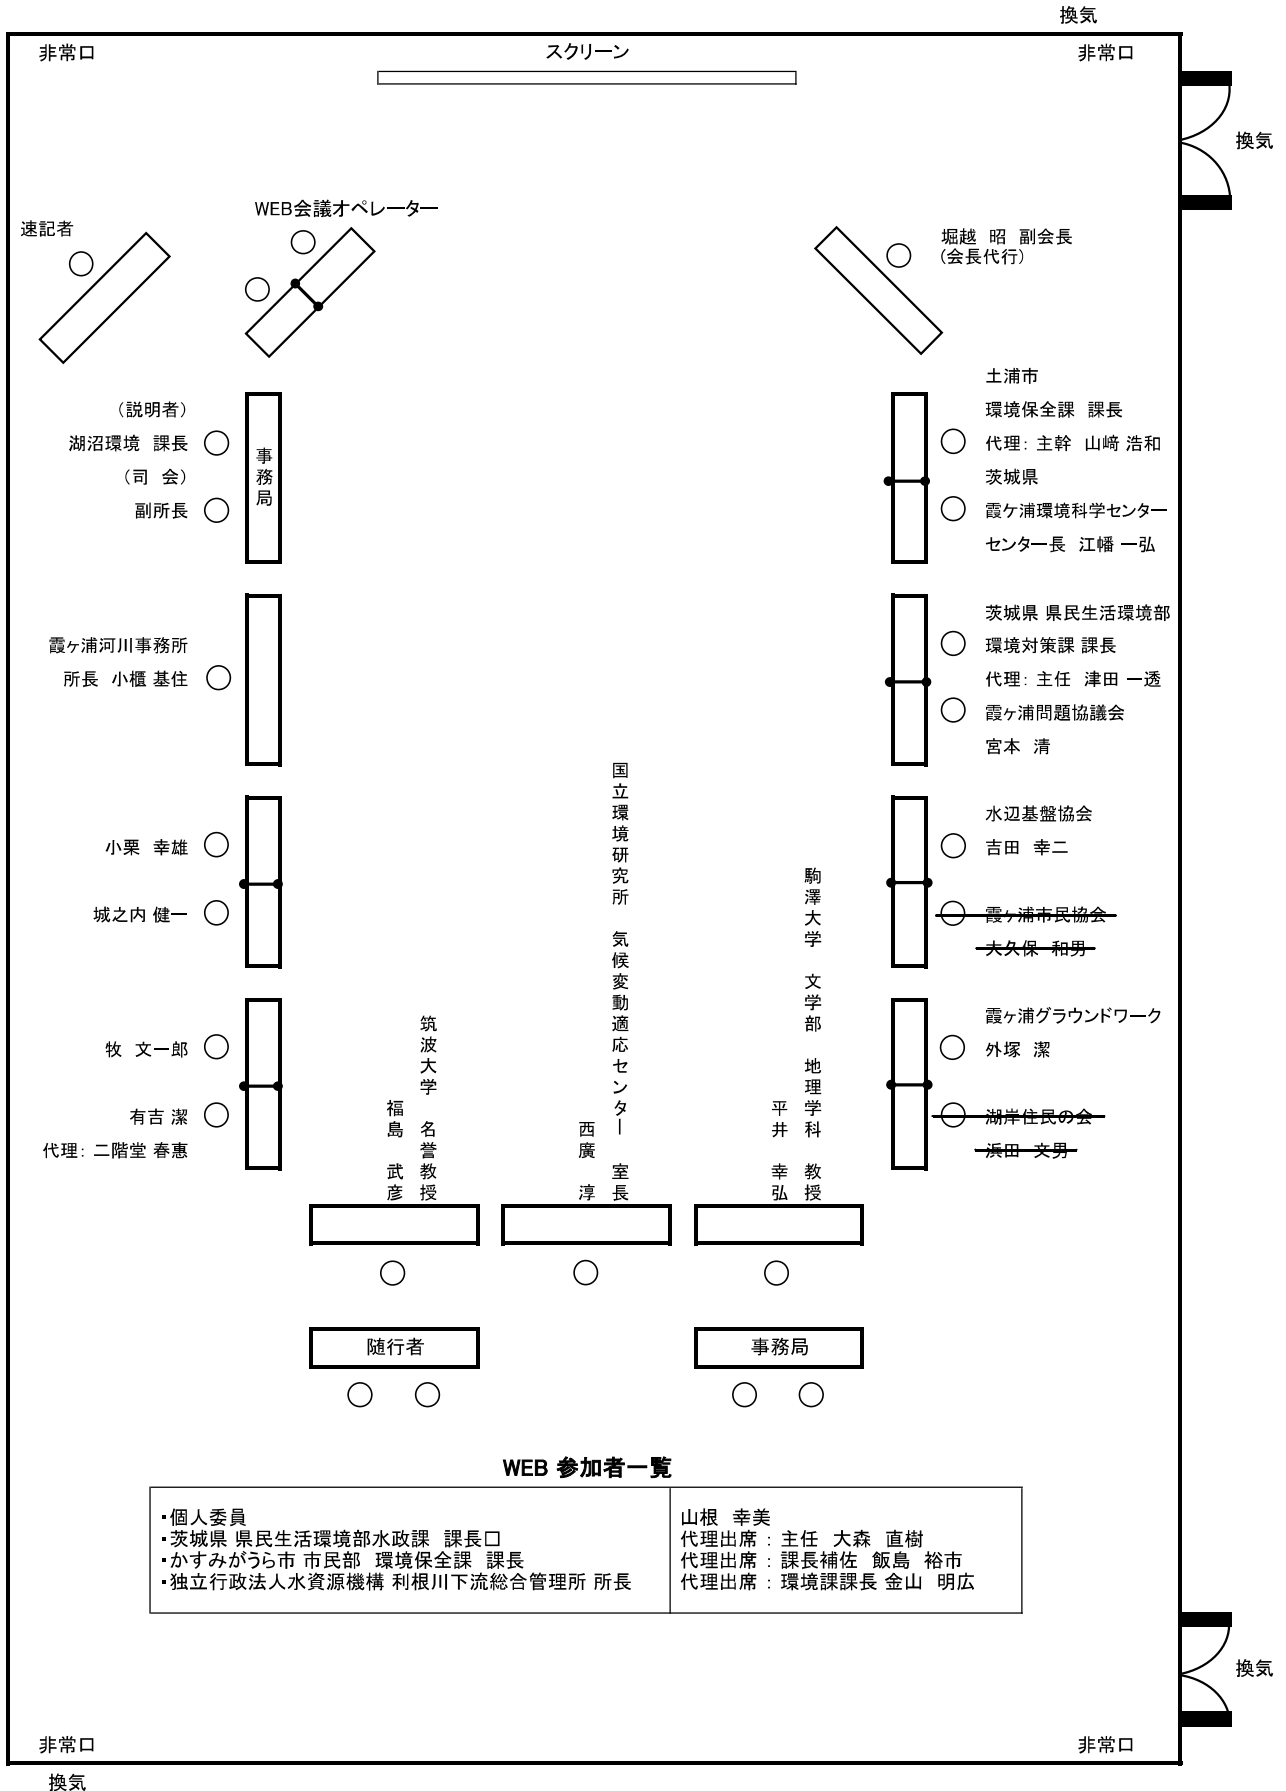 換気
非常口
スクリーン
非常口
換気
WEB会議オペレーター
速記者
堀越 昭 副会長
(会長代行)
(説明者)
湖沼環境 課長
(司 会)
副所長
事務局
土浦市
環境保全課 課長
代理: 主幹 山﨑 浩和
茨城県
霞ケ浦環境科学センター
センター長 江幡 一弘
霞ヶ浦河川事務所
所長 小櫃 基住
茨城県 県民生活環境部
環境対策課 課長
代理: 主任 津田 一透
霞ヶ浦問題協議会
宮本 清
小栗 幸雄
城之内 健一
水辺基盤協会
吉田 幸二
霞ヶ浦市民協会
大久保 和男
牧 文一郎
有吉 潔
代理: 二階堂 春惠
霞ヶ浦グラウンドワーク
外塚 潔
湖岸住民の会
浜田 文男
筑波大学 名誉教授
福島 武彦
国立環境研究所 気候変動適応センター 室長
西廣 淳
駒澤大学 文学部 地理学科 教授
平井 幸弘
随行者
事務局
WEB 参加者一覧
・個人委員 山根 幸美
・茨城県 県民生活環境部水政課 課長口 代理出席 : 主任 大森 直樹
・かすみがうら市 市民部 環境保全課 課長 代理出席 : 課長補佐 飯島 裕市
・独立行政法人水資源機構 利根川下流総合管理所 所長 代理出席 : 環境課課長 金山 明広
換気
非常口
非常口
換気